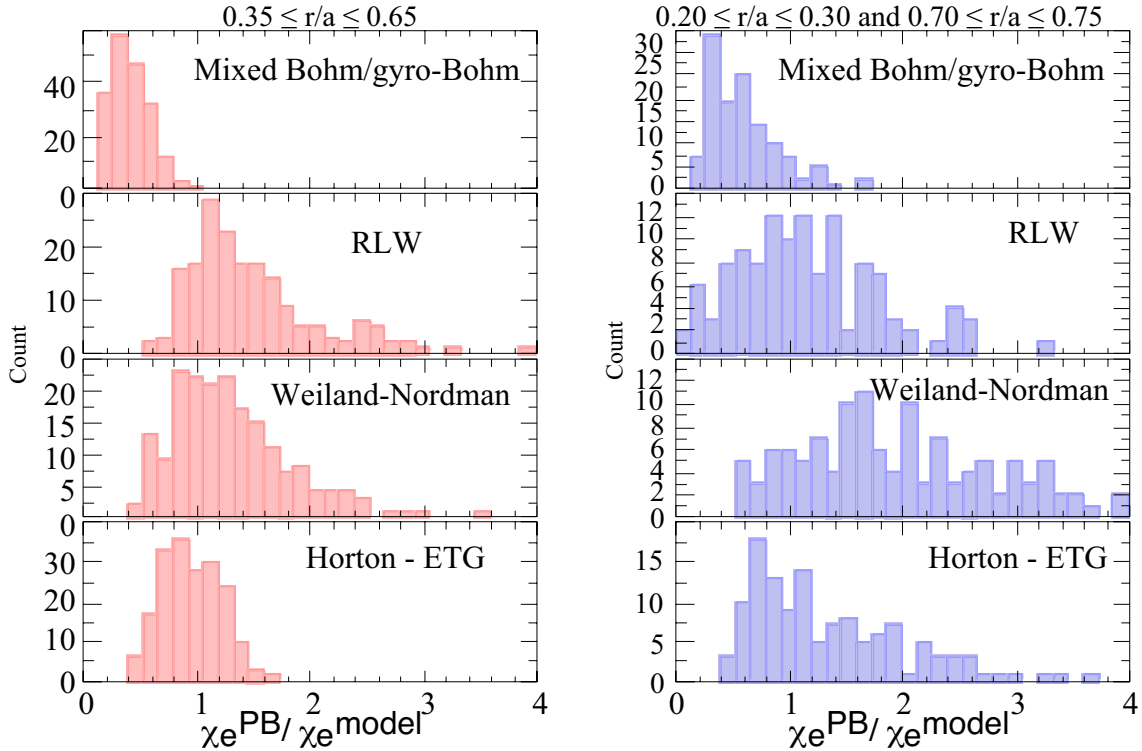 0.35 ≤ r/a ≤ 0.65
Mixed Bohm/gyro-Bohm
40
20
0
RLW
20
10
0
Weiland-Nordman
20
15
10
5
0
Horton - ETG
30
20
10
0
Count
0 1 2 3 4
χe^PB / χe^model
0.20 ≤ r/a ≤ 0.30 and 0.70 ≤ r/a ≤ 0.75
Mixed Bohm/gyro-Bohm
30
25
20
15
10
5
0
RLW
12
10
8
6
4
2
0
Weiland-Nordman
12
10
8
6
4
2
0
Horton - ETG
15
10
5
0
Count
0 1 2 3 4
χe^PB / χe^model